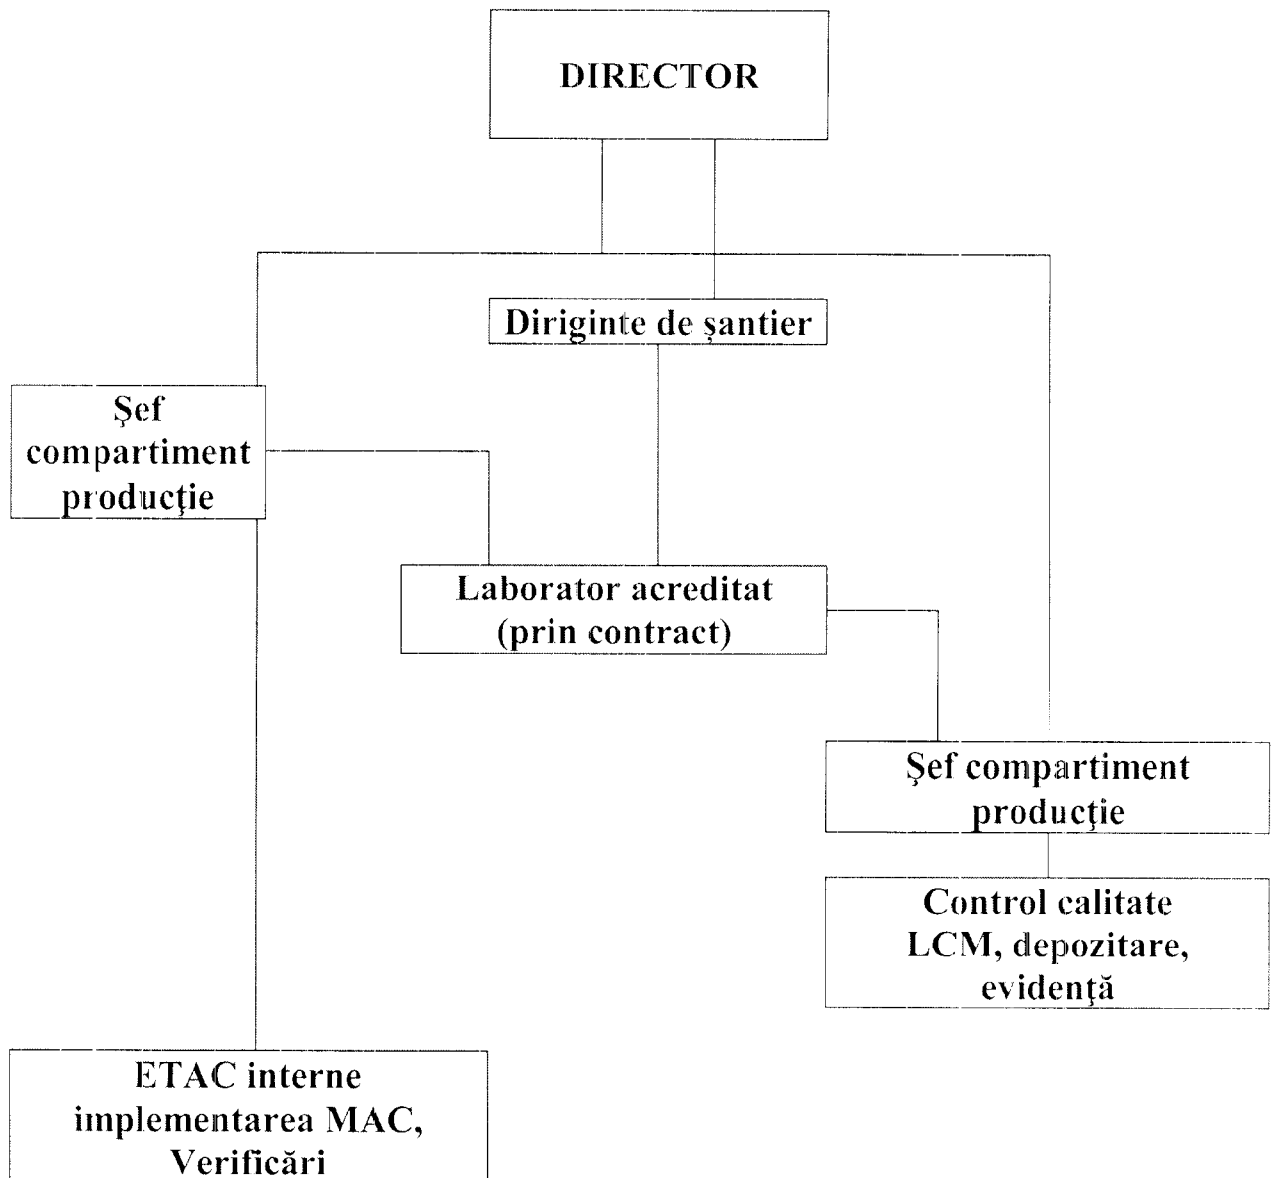 DIRECTOR
Diriginte de șantier
Şef
compartiment
producţie
Laborator acreditat
(prin contract)
Şef compartiment
producţie
Control calitate
LCM, depozitare,
evidenţă
ETAC interne
implementarea MAC,
Verificări